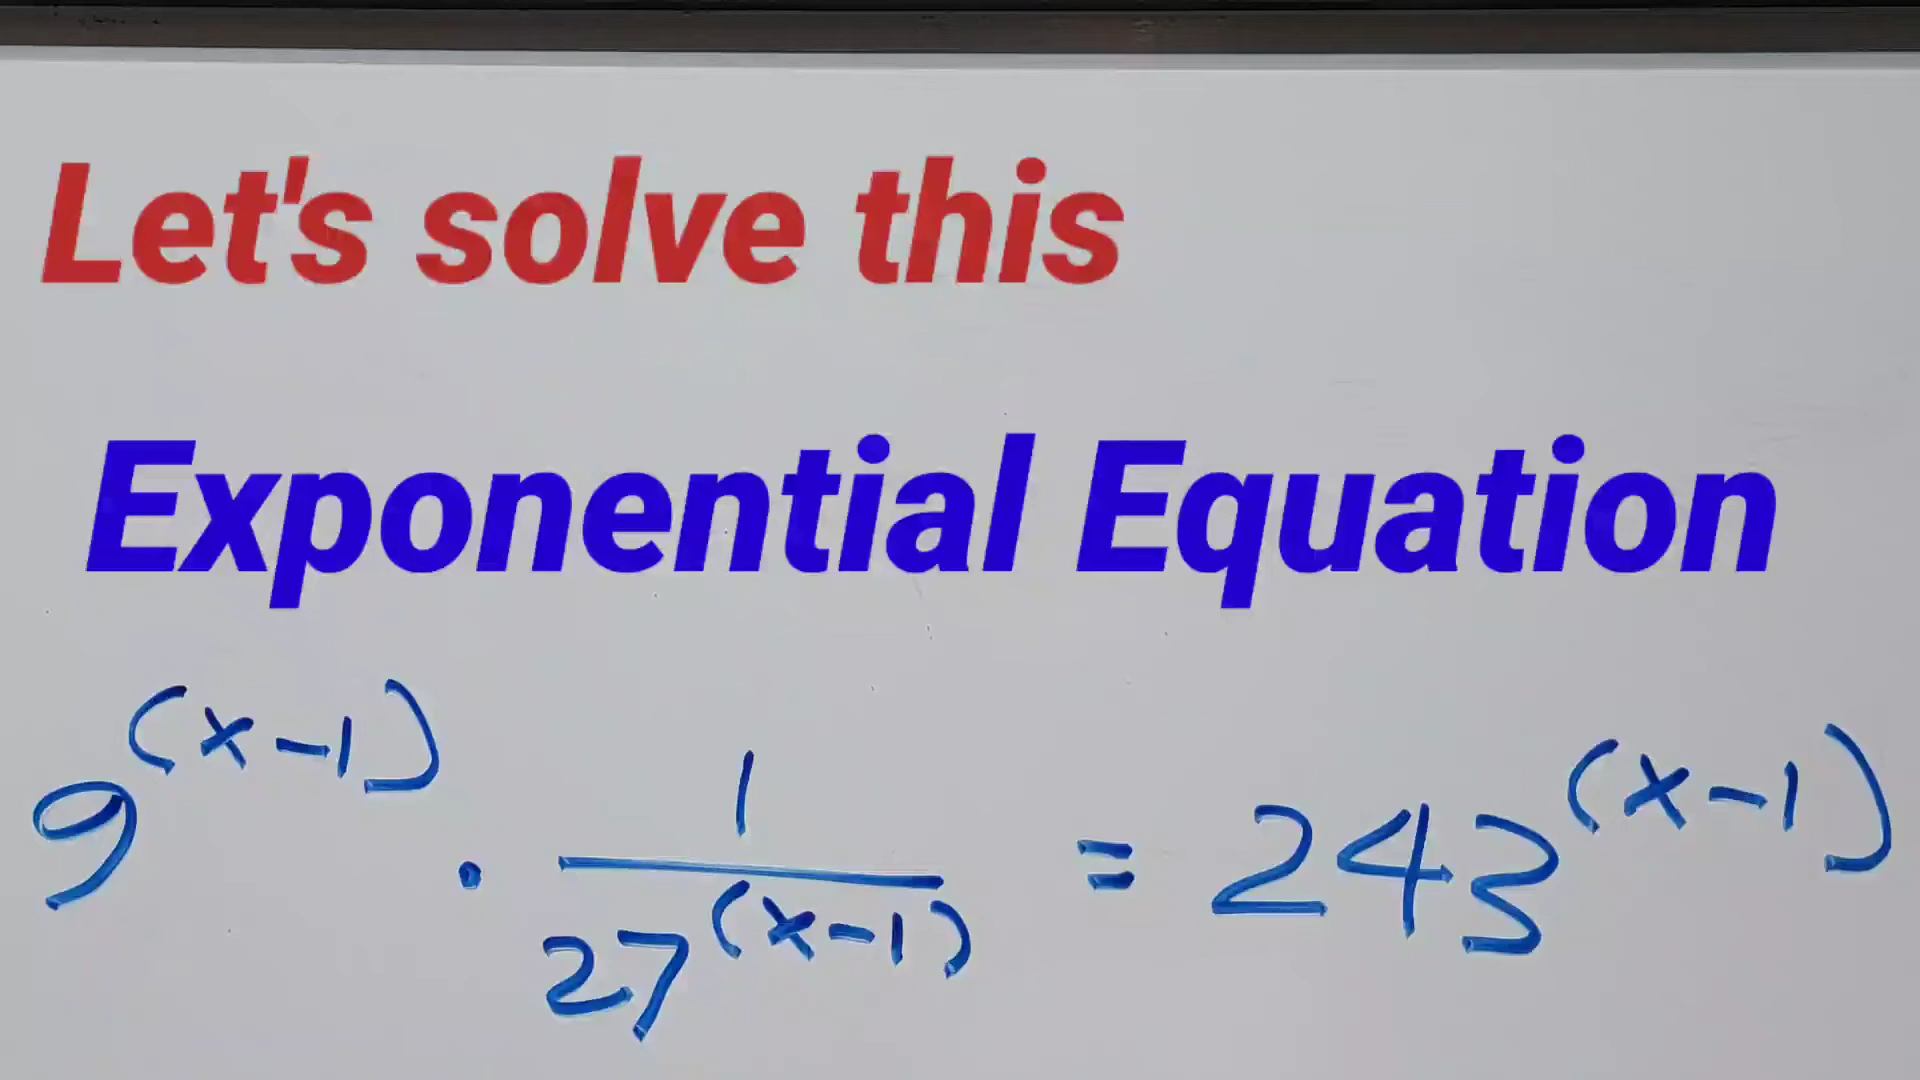 Let's solve this
Exponential Equation
9^(x-1) · 1/27^(x-1) = 243^(x-1)